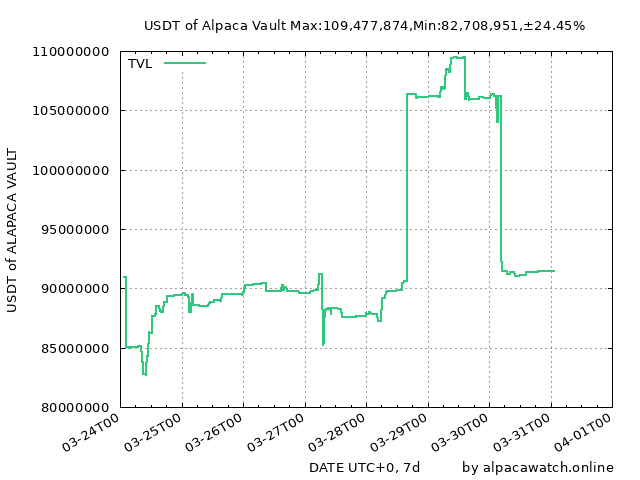 USDT of Alpaca Vault Max:109,477,874,Min:82,708,951,±24.45%
TVL
110000000
105000000
100000000
95000000
90000000
85000000
80000000
USDT of ALAPACA VAULT
03-24T00
03-25T00
03-26T00
03-27T00
03-28T00
03-29T00
03-30T00
03-31T00
04-01T00
DATE UTC+0, 7d
by alpacawatch.online